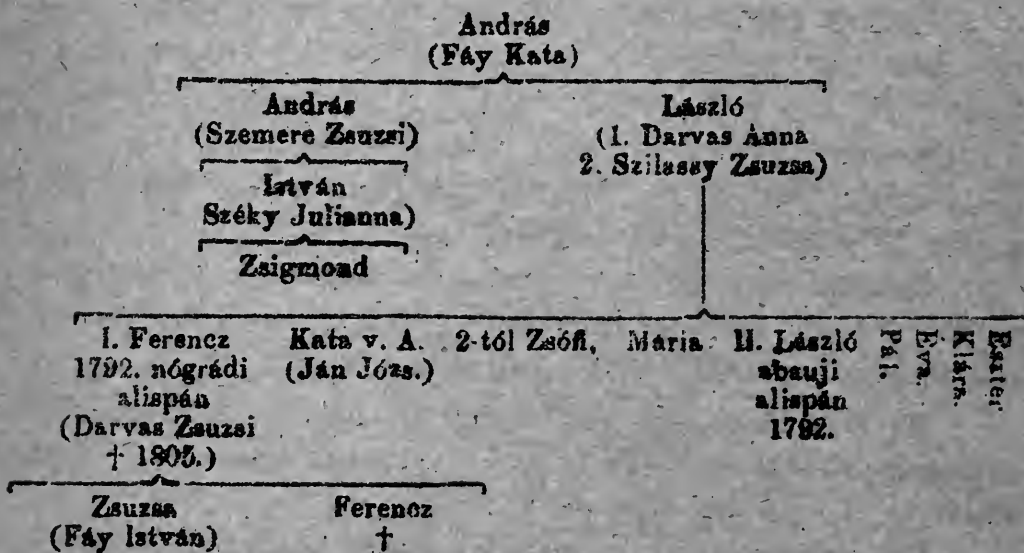 András
(Fáy Kata)
András
(Szemere Zsuzsi)
László
(1. Darvas Anna
2. Szilassy Zsuzsa)
István
Széky Julianna)
Zsigmond
I. Ferencz
1792. nógrádi
alispán
(Darvas Zsuzsi
† 1805.)
Kata v. A.
(Ján Józs.)
2-tól Zsófi,
Mária
II. László
abauji
alispán
1792.
Pál.
Éva.
Klára.
Eszter
Zsuzsa
(Fáy István)
Ferencz
†